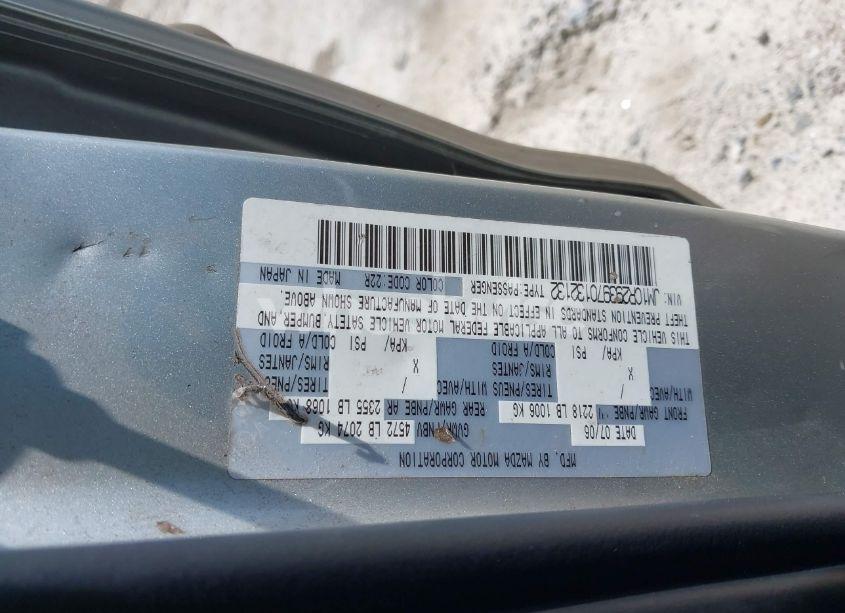 MFD. BY MAZDA MOTOR CORPORATION
DATE 07/06 GVWR/PNBV 4572 LB 2074 KG
FRONT GAWR/PNBE 2218 LB 1006 KG REAR GAWR/PNBE AR 2355 LB 1068 KG
WITH/AVEC / TIRES/PNEUS WITH/AVEC / TIRES/PNEUS
X RIMS/JANTES X RIMS/JANTES
KPA/ PSI COLD/A FROID KPA/ PSI COLD/A FROID
THIS VEHICLE CONFORMS TO ALL APPLICABLE FEDERAL MOTOR VEHICLE SAFETY, BUMPER, AND
THEFT PREVENTION STANDARDS IN EFFECT ON THE DATE OF MANUFACTURE SHOWN ABOVE.
VIN: JM1CR293970132132 TYPE:PASSENGER COLOR CODE:22R MADE IN JAPAN